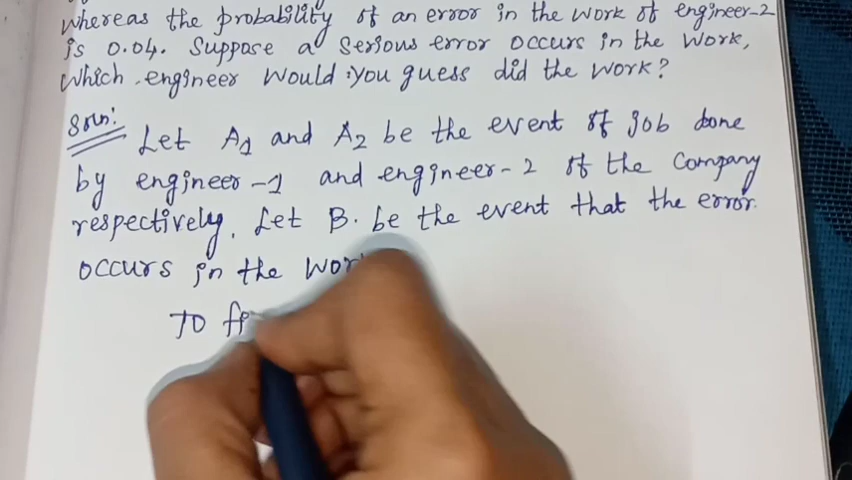 whereas the probability of an error in the work of engineer-2
is 0.04. Suppose a serious error occurs in the work,
which engineer would you guess did the work?
Soln:
Let A1 and A2 be the event of job done
by engineer-1 and engineer-2 of the company
respectively. Let B. be the event that the error
occurs in the
To